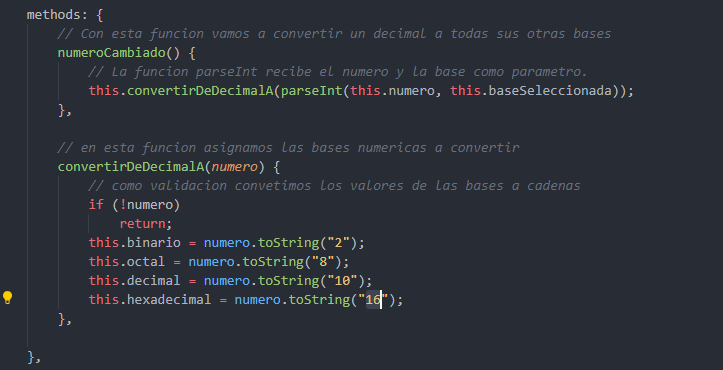 methods: {
// Con esta funcion vamos a convertir un decimal a todas sus otras bases
numeroCambiado() {
// La funcion parseInt recibe el numero y la base como parametro.
this.convertirDeDecimalA(parseInt(this.numero, this.baseSeleccionada));
},
// en esta funcion asignamos las bases numericas a convertir
convertirDeDecimalA(numero) {
// como validacion convetimos los valores de las bases a cadenas
if (!numero)
return;
this.binario = numero.toString("2");
this.octal = numero.toString("8");
this.decimal = numero.toString("10");
this.hexadecimal = numero.toString("16");
},
},